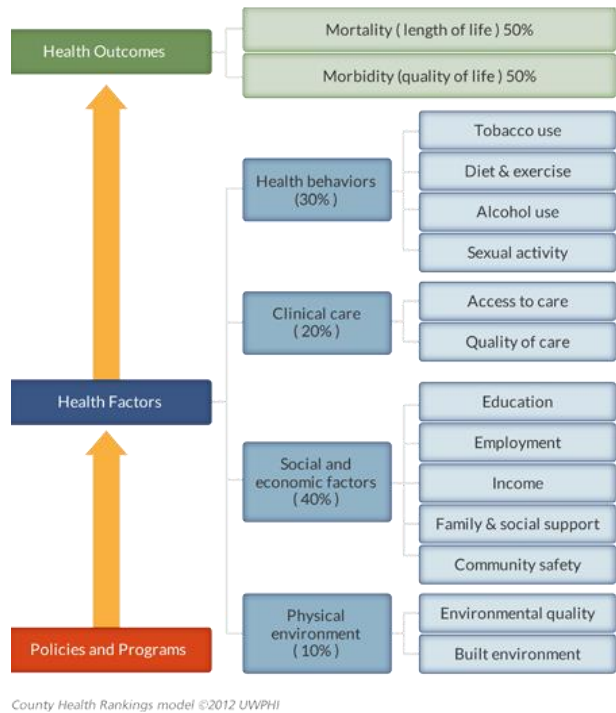 Health Outcomes
Mortality ( length of life ) 50%
Morbidity (quality of life ) 50%
Health behaviors
(30% )
Tobacco use
Diet & exercise
Alcohol use
Sexual activity
Clinical care
( 20% )
Access to care
Quality of care
Health Factors
Social and
economic factors
( 40% )
Education
Employment
Income
Family & social support
Community safety
Policies and Programs
Physical
environment
( 10% )
Environmental quality
Built environment
County Health Rankings model ©2012 UWPHI